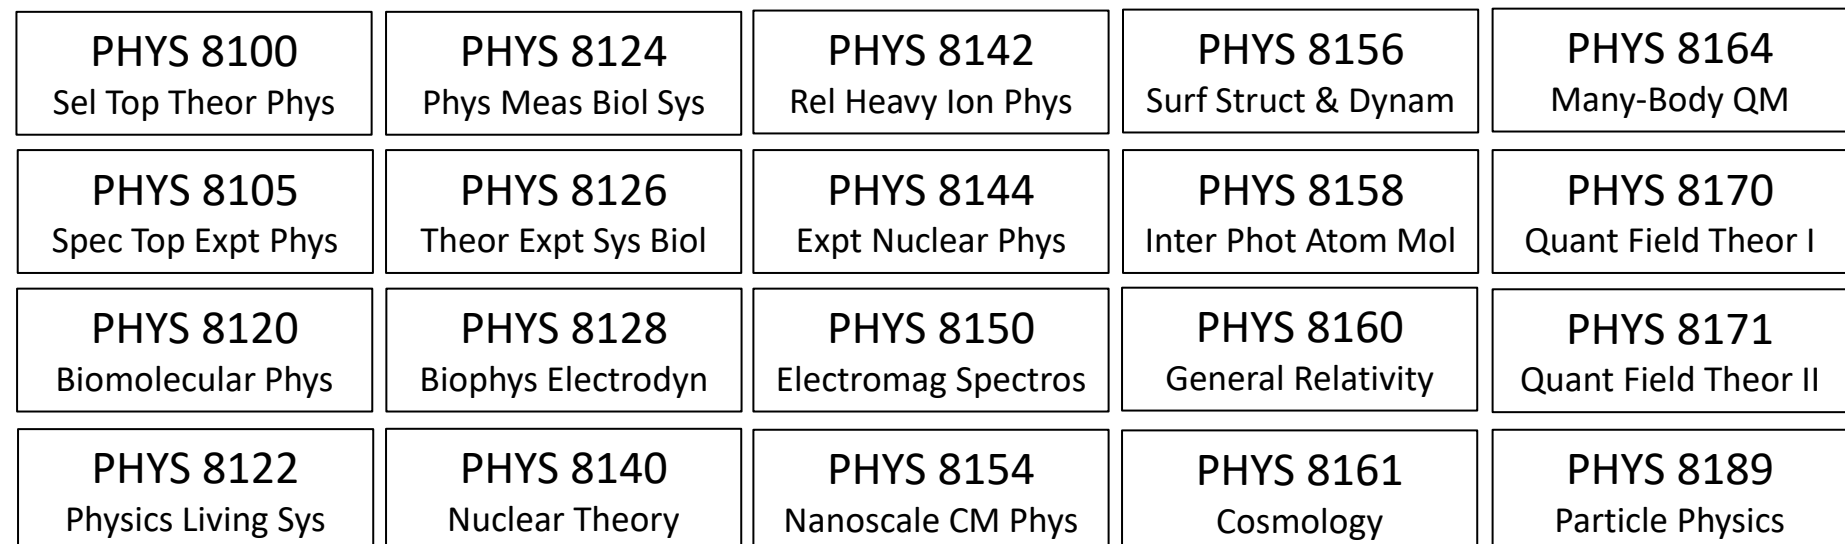 PHYS 8100
Sel Top Theor Phys
PHYS 8124
Phys Meas Biol Sys
PHYS 8142
Rel Heavy Ion Phys
PHYS 8156
Surf Struct & Dynam
PHYS 8164
Many-Body QM
PHYS 8105
Spec Top Expt Phys
PHYS 8126
Theor Expt Sys Biol
PHYS 8144
Expt Nuclear Phys
PHYS 8158
Inter Phot Atom Mol
PHYS 8170
Quant Field Theor I
PHYS 8120
Biomolecular Phys
PHYS 8128
Biophys Electrodyn
PHYS 8150
Electromag Spectros
PHYS 8160
General Relativity
PHYS 8171
Quant Field Theor II
PHYS 8122
Physics Living Sys
PHYS 8140
Nuclear Theory
PHYS 8154
Nanoscale CM Phys
PHYS 8161
Cosmology
PHYS 8189
Particle Physics